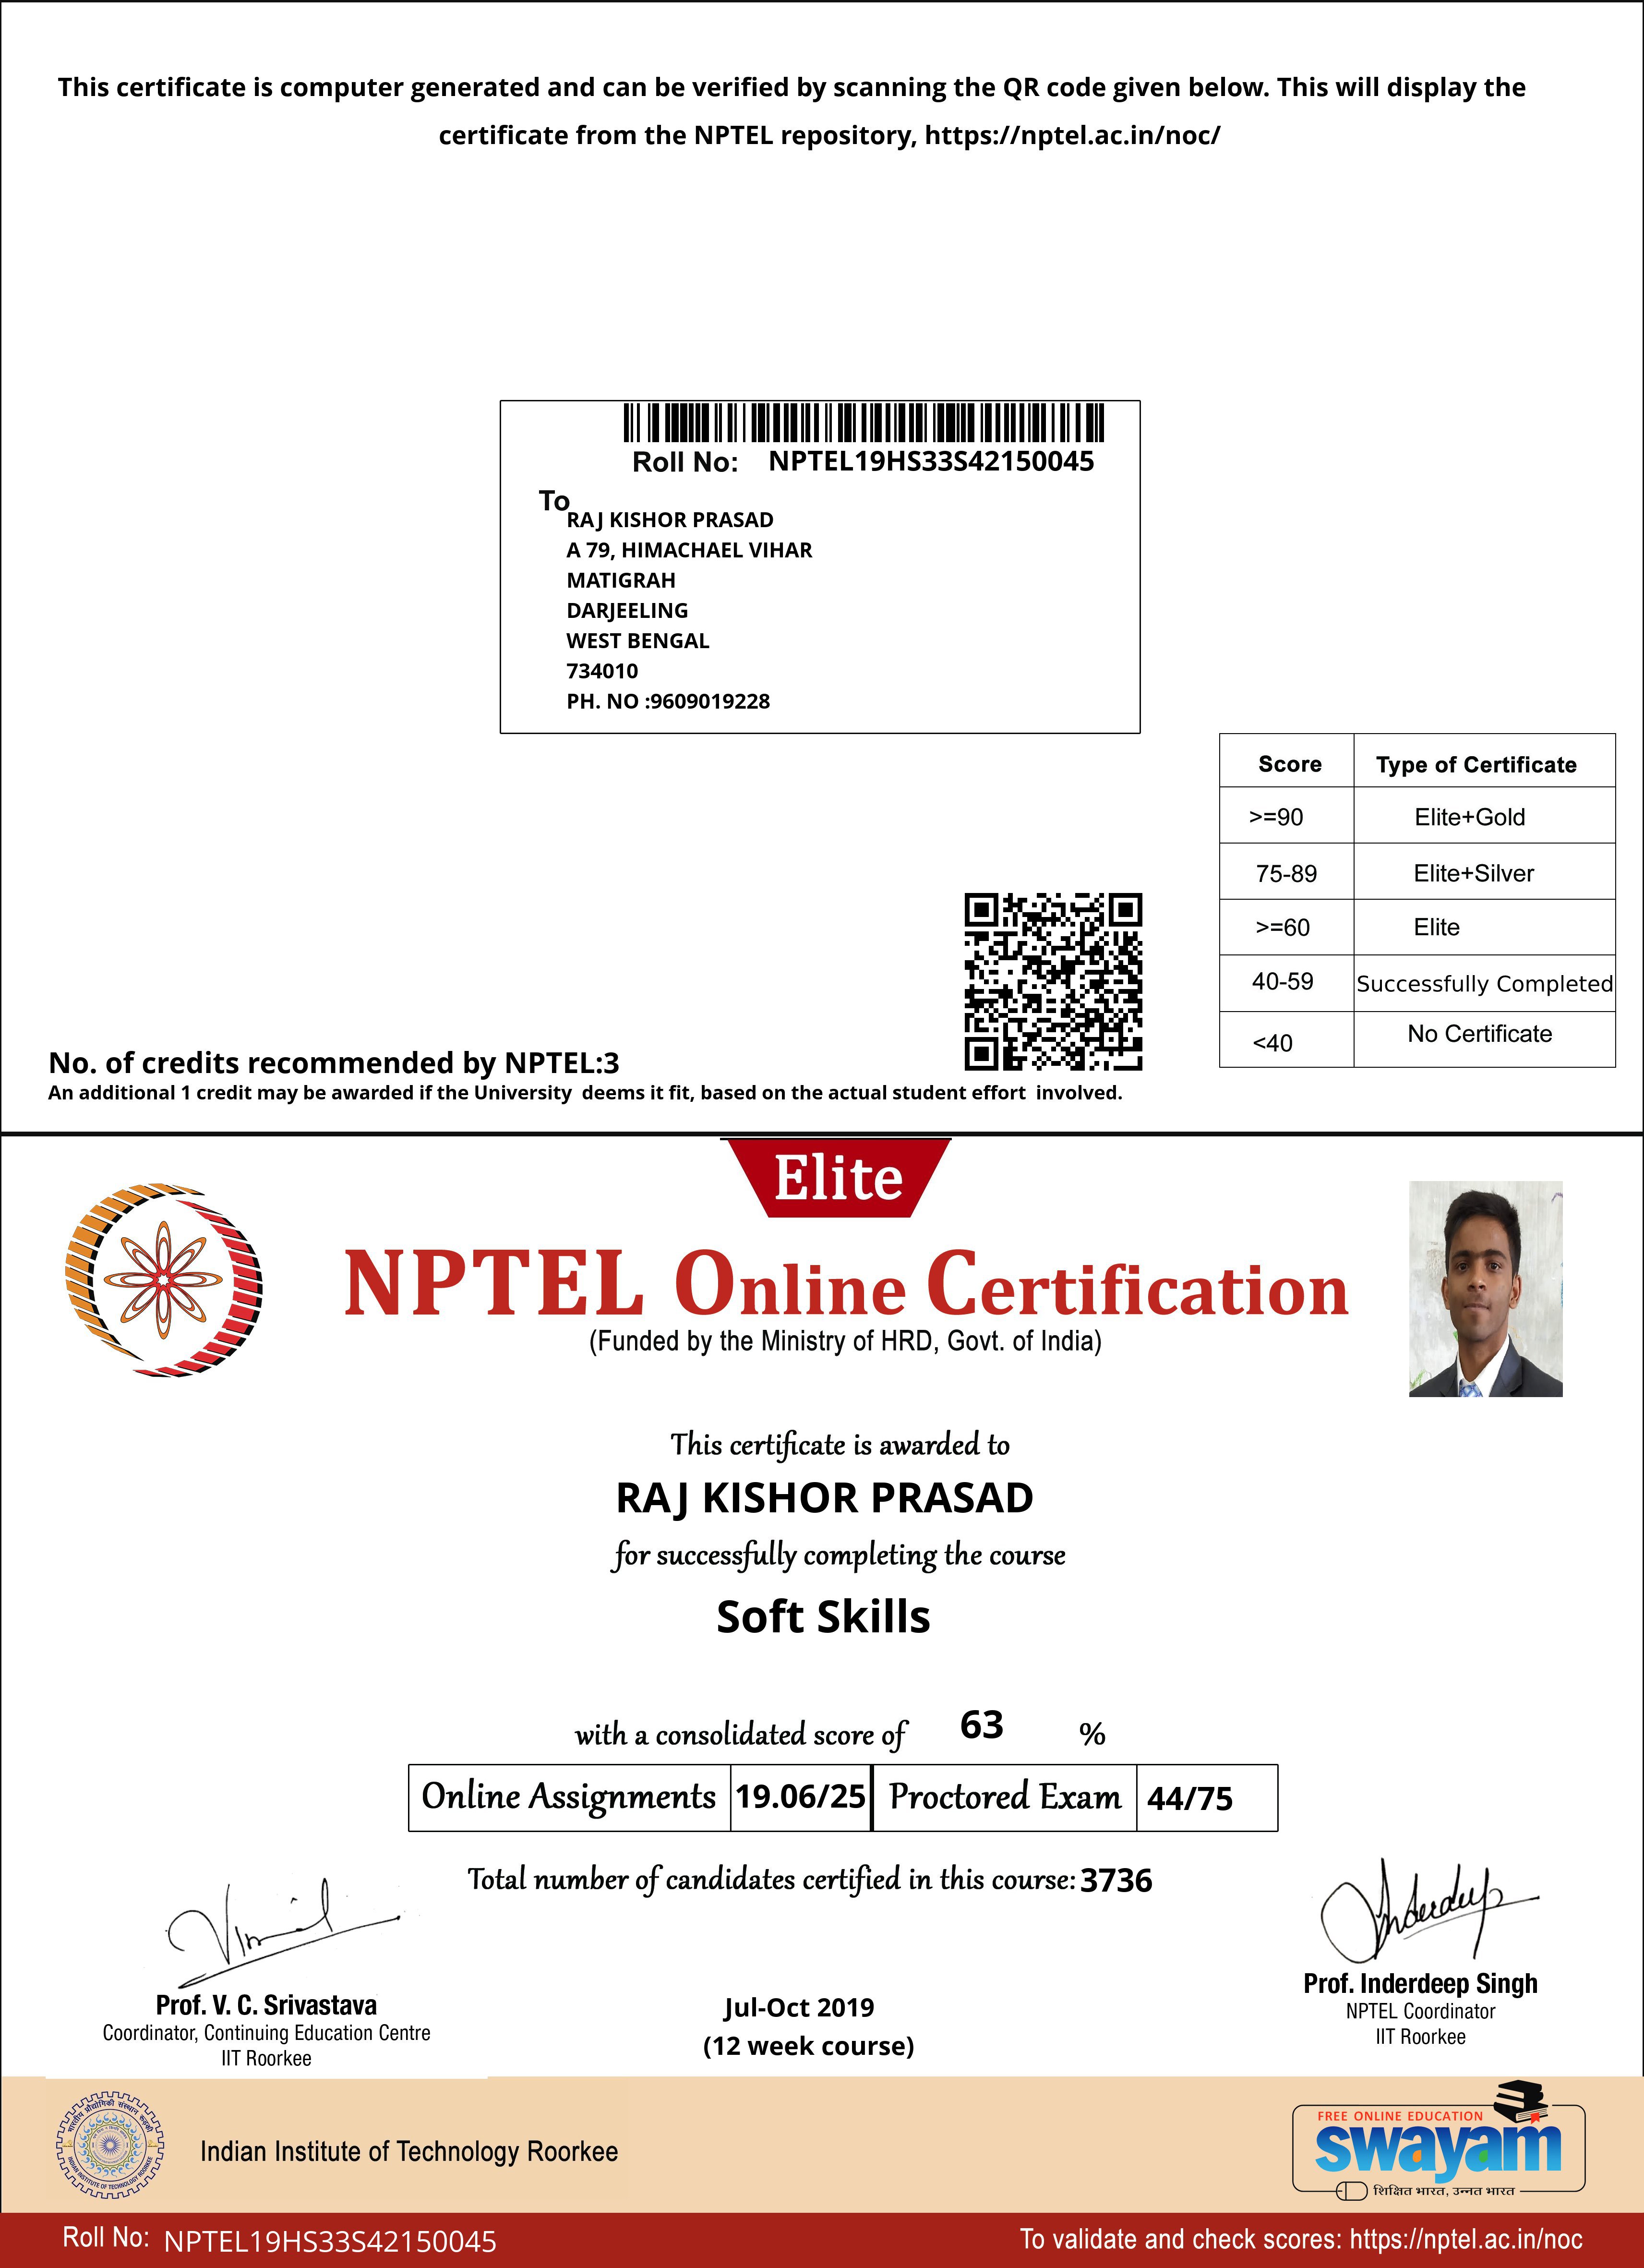 This certificate is computer generated and can be verified by scanning the QR code given below. This will display the
certificate from the NPTEL repository, https://nptel.ac.in/noc/
Roll No: NPTEL19HS33S42150045
To
RAJ KISHOR PRASAD
A 79, HIMACHAEL VIHAR
MATIGRAH
DARJEELING
WEST BENGAL
734010
PH. NO :9609019228
Score Type of Certificate
>=90 Elite+Gold
75-89 Elite+Silver
>=60 Elite
40-59 Successfully Completed
<40 No Certificate
No. of credits recommended by NPTEL:3
An additional 1 credit may be awarded if the University deems it fit, based on the actual student effort involved.
Elite
NPTEL Online Certification
(Funded by the Ministry of HRD, Govt. of India)
This certificate is awarded to
RAJ KISHOR PRASAD
for successfully completing the course
Soft Skills
with a consolidated score of 63 %
Online Assignments 19.06/25 Proctored Exam 44/75
Total number of candidates certified in this course: 3736
Vimal
Inderdeep
Prof. V. C. Srivastava
Coordinator, Continuing Education Centre
IIT Roorkee
Jul-Oct 2019
(12 week course)
Prof. Inderdeep Singh
NPTEL Coordinator
IIT Roorkee
भारतीय प्रौद्योगिकी संस्थान रुड़की
INDIAN INSTITUTE OF TECHNOLOGY ROORKEE
Indian Institute of Technology Roorkee
FREE ONLINE EDUCATION
swayam
शिक्षित भारत, उन्नत भारत
Roll No: NPTEL19HS33S42150045
To validate and check scores: https://nptel.ac.in/noc